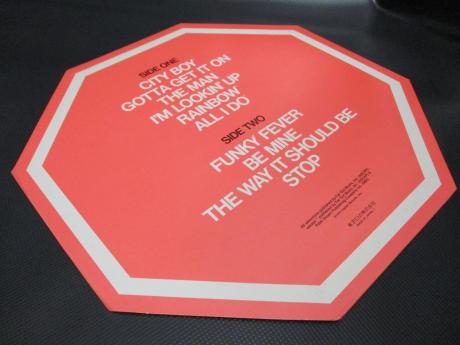 SIDE ONE
CITY BOY
GOTTA GET IT ON
THE MAN
I'M LOOKIN' UP
RAINBOW
ALL I DO
SIDE TWO
FUNKY FEVER
BE MINE
THE WAY IT SHOULD BE
STOP